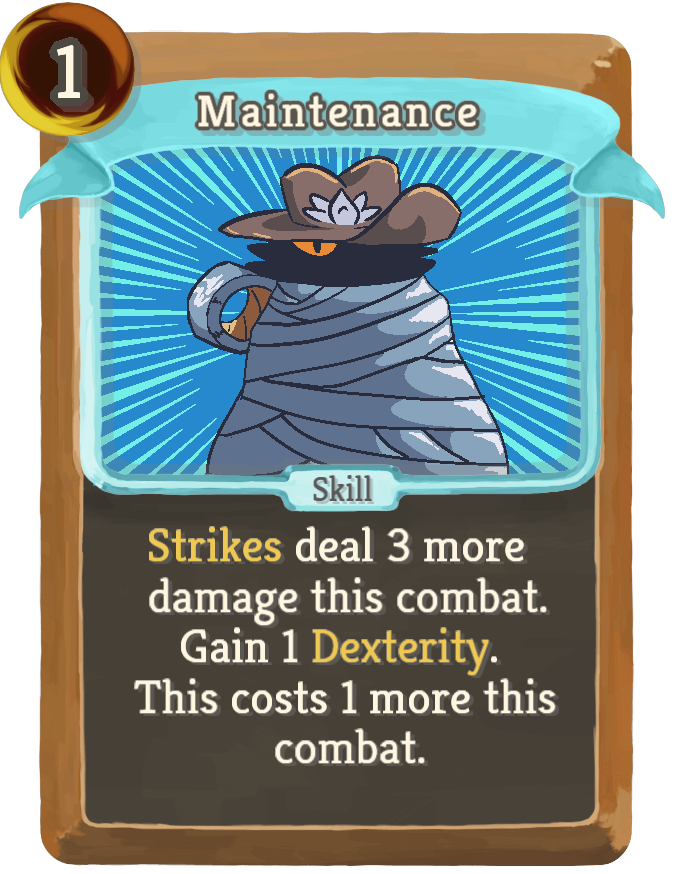 1
Maintenance
Skill
Strikes deal 3 more
damage this combat.
Gain 1 Dexterity.
This costs 1 more this
combat.